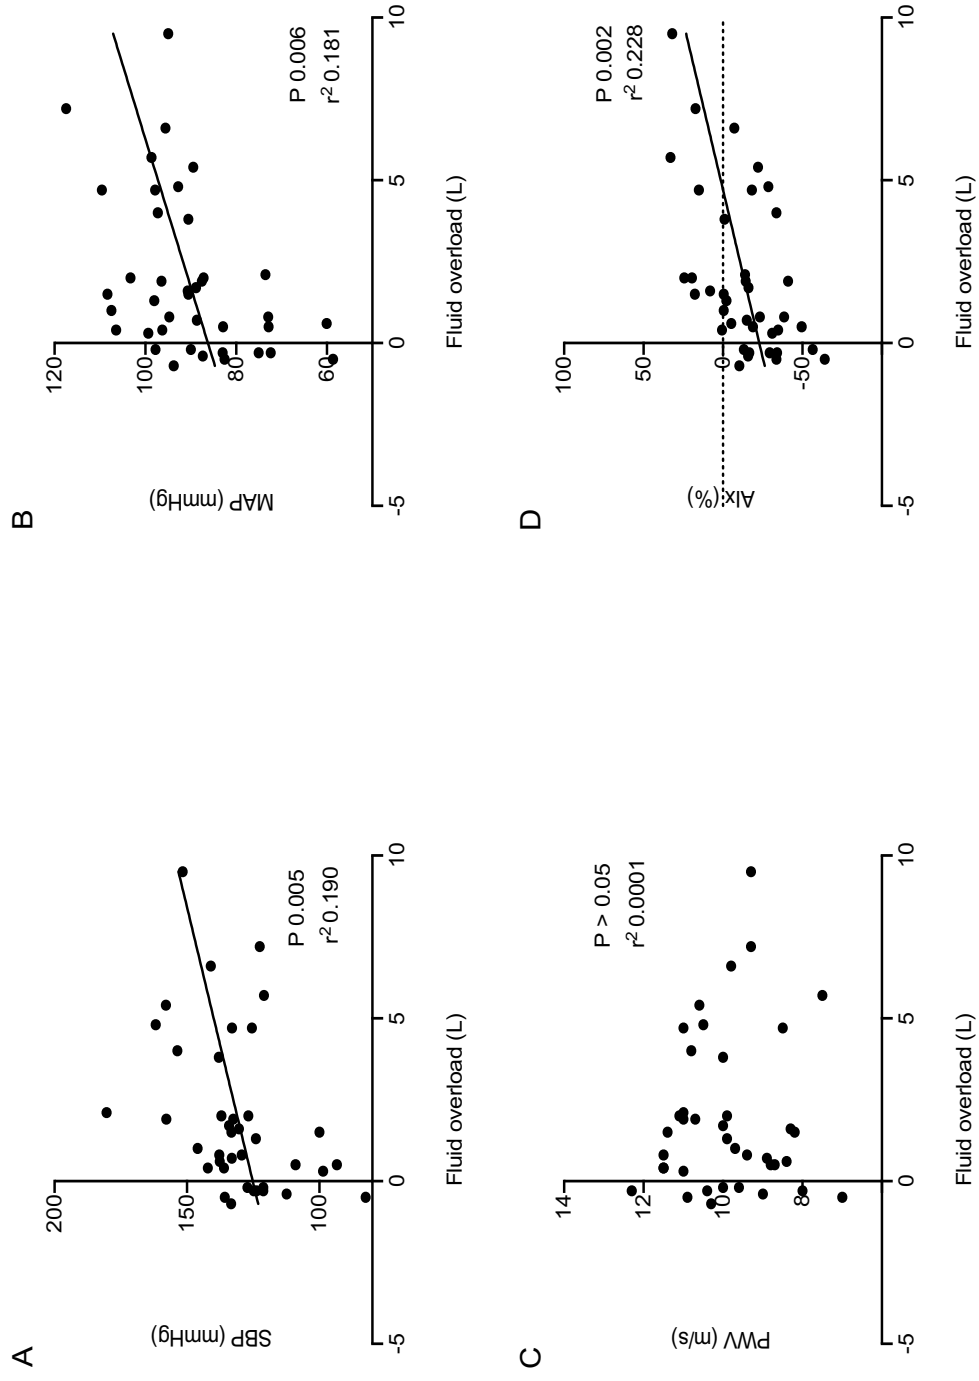 A
200
150
100
SBP (mmHg)
P 0.005
r² 0.190
-5
0
5
10
Fluid overload (L)
B
120
100
80
MAP (mmHg)
P 0.006
r² 0.181
-5
0
5
10
Fluid overload (L)
C
14
12
10
8
PWV (m/s)
P > 0.05
r² 0.0001
-5
0
5
10
Fluid overload (L)
D
100
50
0
-50
AIx (%)
P 0.002
r² 0.228
-5
0
5
10
Fluid overload (L)